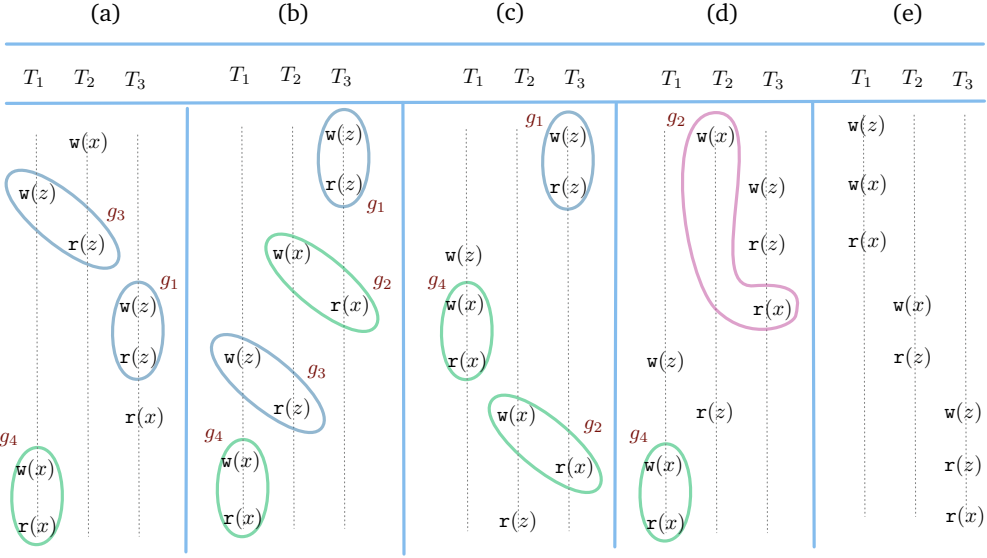 (a) (b) (c) (d) (e)
T₁ T₂ T₃ T₁ T₂ T₃ T₁ T₂ T₃ T₁ T₂ T₃ T₁ T₂ T₃
w(x)
w(z)
g₃
r(z)
g₁
w(z)
r(z)
r(x)
g₄
w(x)
r(x)
w(z)
r(z)
g₁
w(x)
g₂
r(x)
w(z)
g₃
r(z)
g₄
w(x)
r(x)
g₁
w(z)
r(z)
w(z)
g₄
w(x)
r(x)
w(x)
g₂
r(x)
r(z)
g₂
w(x)
w(z)
r(z)
r(x)
w(z)
r(z)
g₄
w(x)
r(x)
w(z)
w(x)
r(x)
w(x)
r(z)
w(z)
r(z)
r(x)